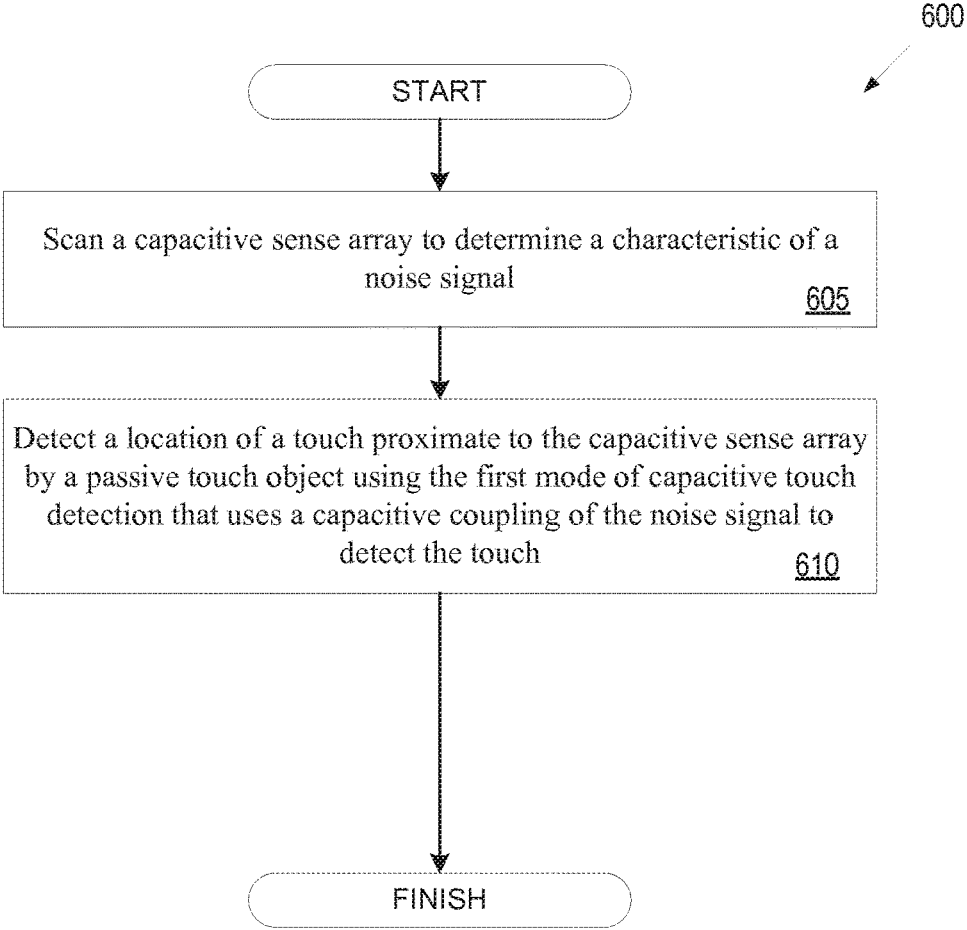 600
START
Scan a capacitive sense array to determine a characteristic of a
noise signal
605
Detect a location of a touch proximate to the capacitive sense array
by a passive touch object using the first mode of capacitive touch
detection that uses a capacitive coupling of the noise signal to
detect the touch
610
FINISH